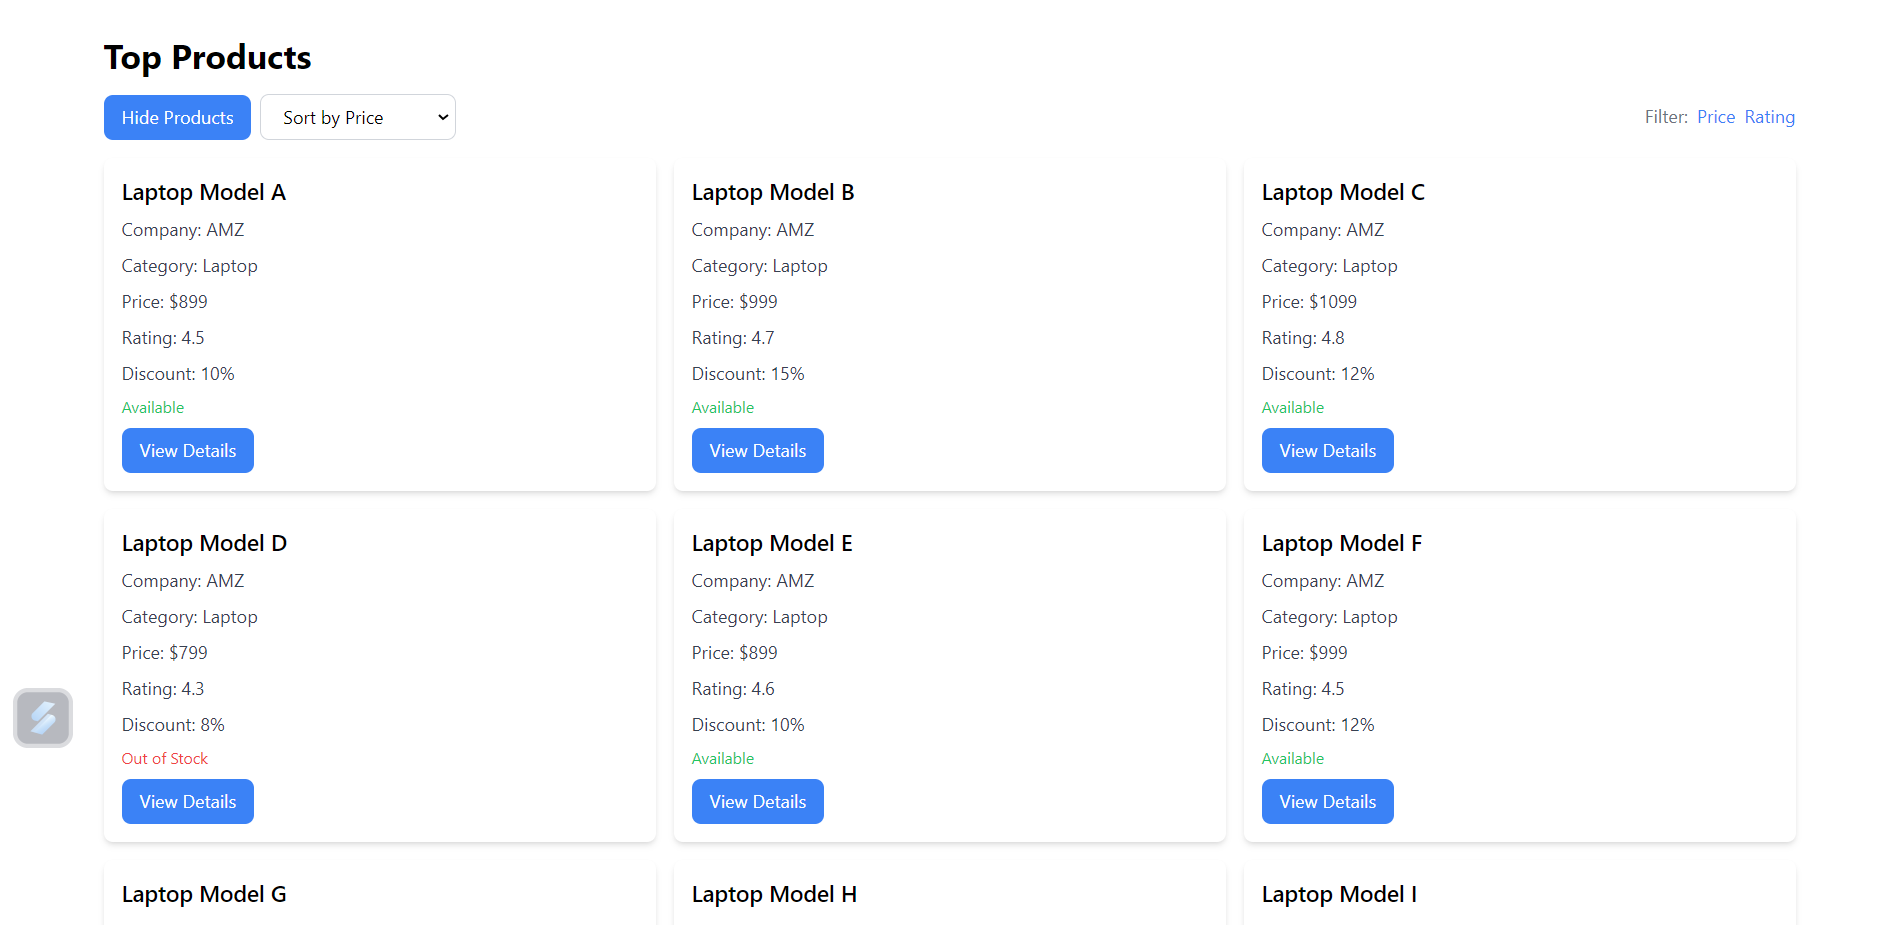 Top Products
Hide Products
Sort by Price
Filter: Price Rating
Laptop Model A
Company: AMZ
Category: Laptop
Price: $899
Rating: 4.5
Discount: 10%
Available
View Details
Laptop Model B
Company: AMZ
Category: Laptop
Price: $999
Rating: 4.7
Discount: 15%
Available
View Details
Laptop Model C
Company: AMZ
Category: Laptop
Price: $1099
Rating: 4.8
Discount: 12%
Available
View Details
Laptop Model D
Company: AMZ
Category: Laptop
Price: $799
Rating: 4.3
Discount: 8%
Out of Stock
View Details
Laptop Model E
Company: AMZ
Category: Laptop
Price: $899
Rating: 4.6
Discount: 10%
Available
View Details
Laptop Model F
Company: AMZ
Category: Laptop
Price: $999
Rating: 4.5
Discount: 12%
Available
View Details
Laptop Model G
Laptop Model H
Laptop Model I